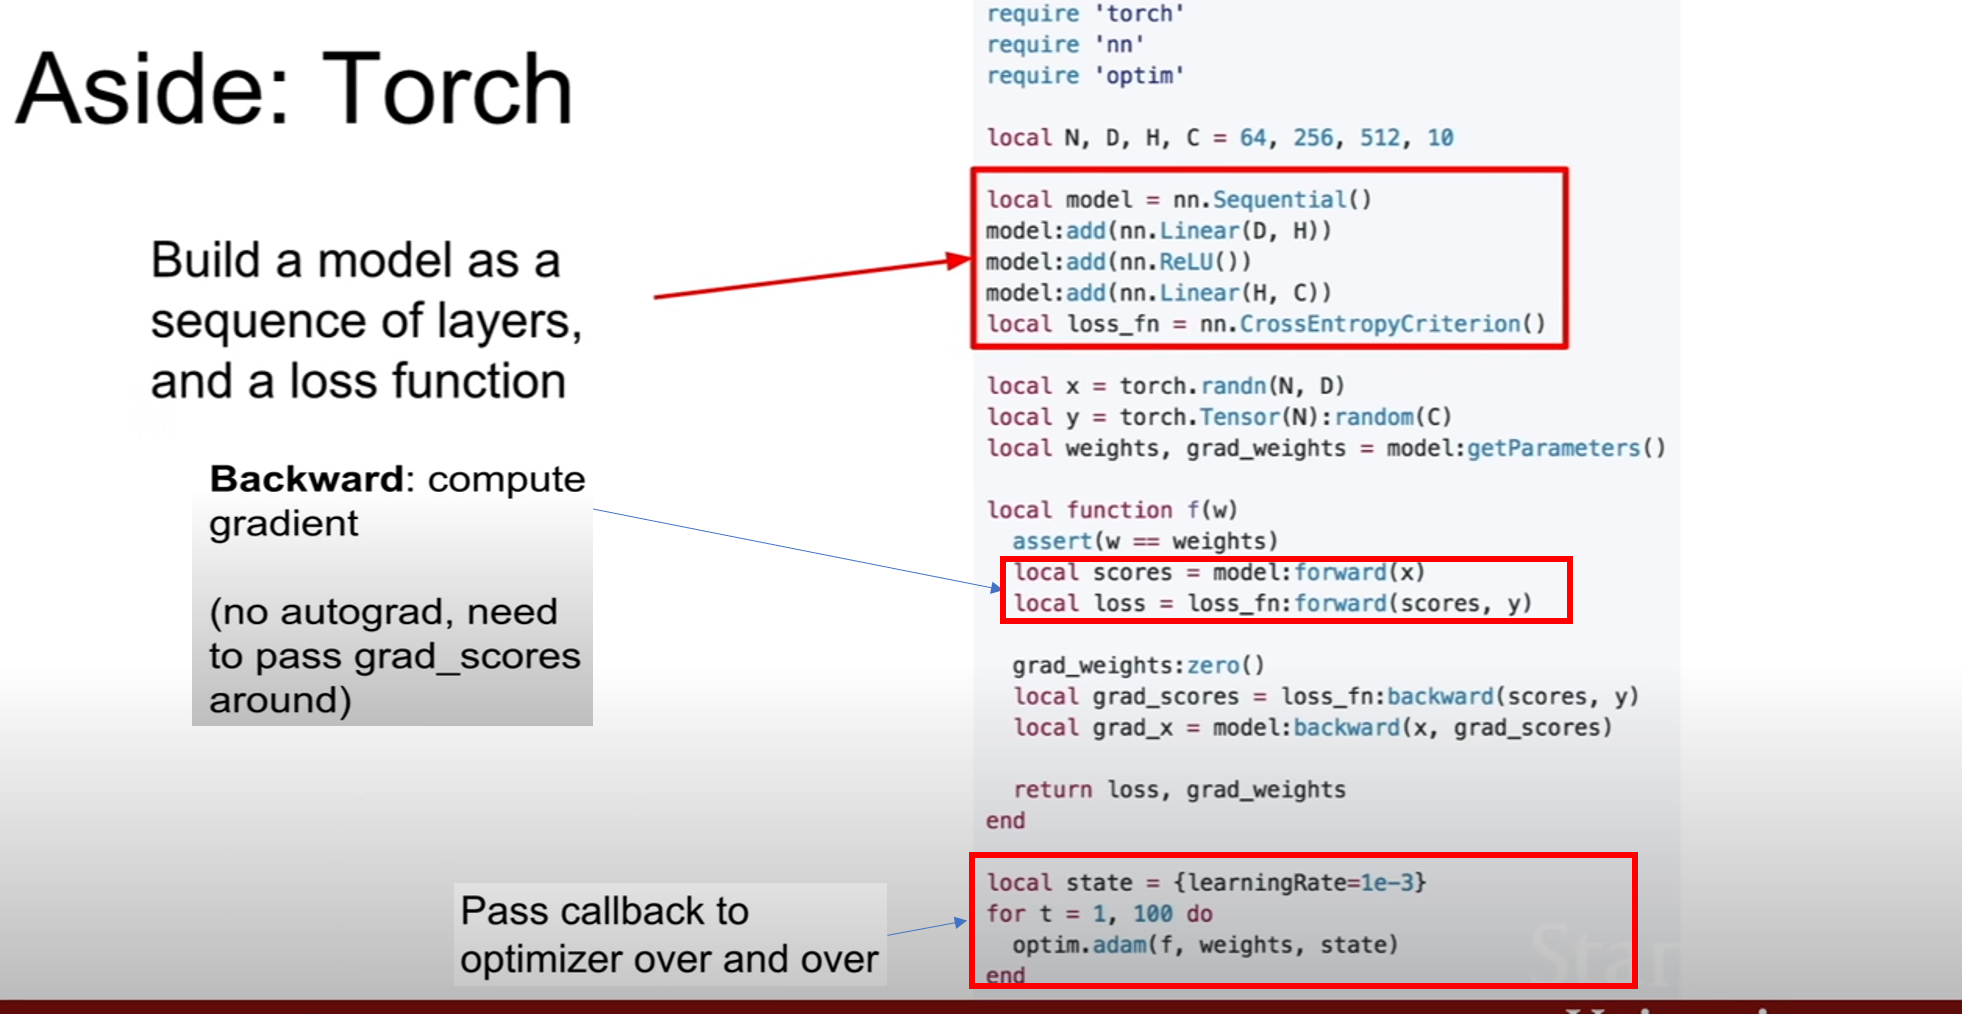 Aside: Torch
Build a model as a
sequence of layers,
and a loss function
Backward: compute
gradient
(no autograd, need
to pass grad_scores
around)
Pass callback to
optimizer over and over
require 'torch'
require 'nn'
require 'optim'
local N, D, H, C = 64, 256, 512, 10
local model = nn.Sequential()
model:add(nn.Linear(D, H))
model:add(nn.ReLU())
model:add(nn.Linear(H, C))
local loss_fn = nn.CrossEntropyCriterion()
local x = torch.randn(N, D)
local y = torch.Tensor(N):random(C)
local weights, grad_weights = model:getParameters()
local function f(w)
  assert(w == weights)
  local scores = model:forward(x)
  local loss = loss_fn:forward(scores, y)
  grad_weights:zero()
  local grad_scores = loss_fn:backward(scores, y)
  local grad_x = model:backward(x, grad_scores)
  return loss, grad_weights
end
local state = {learningRate=1e-3}
for t = 1, 100 do
  optim.adam(f, weights, state)
end